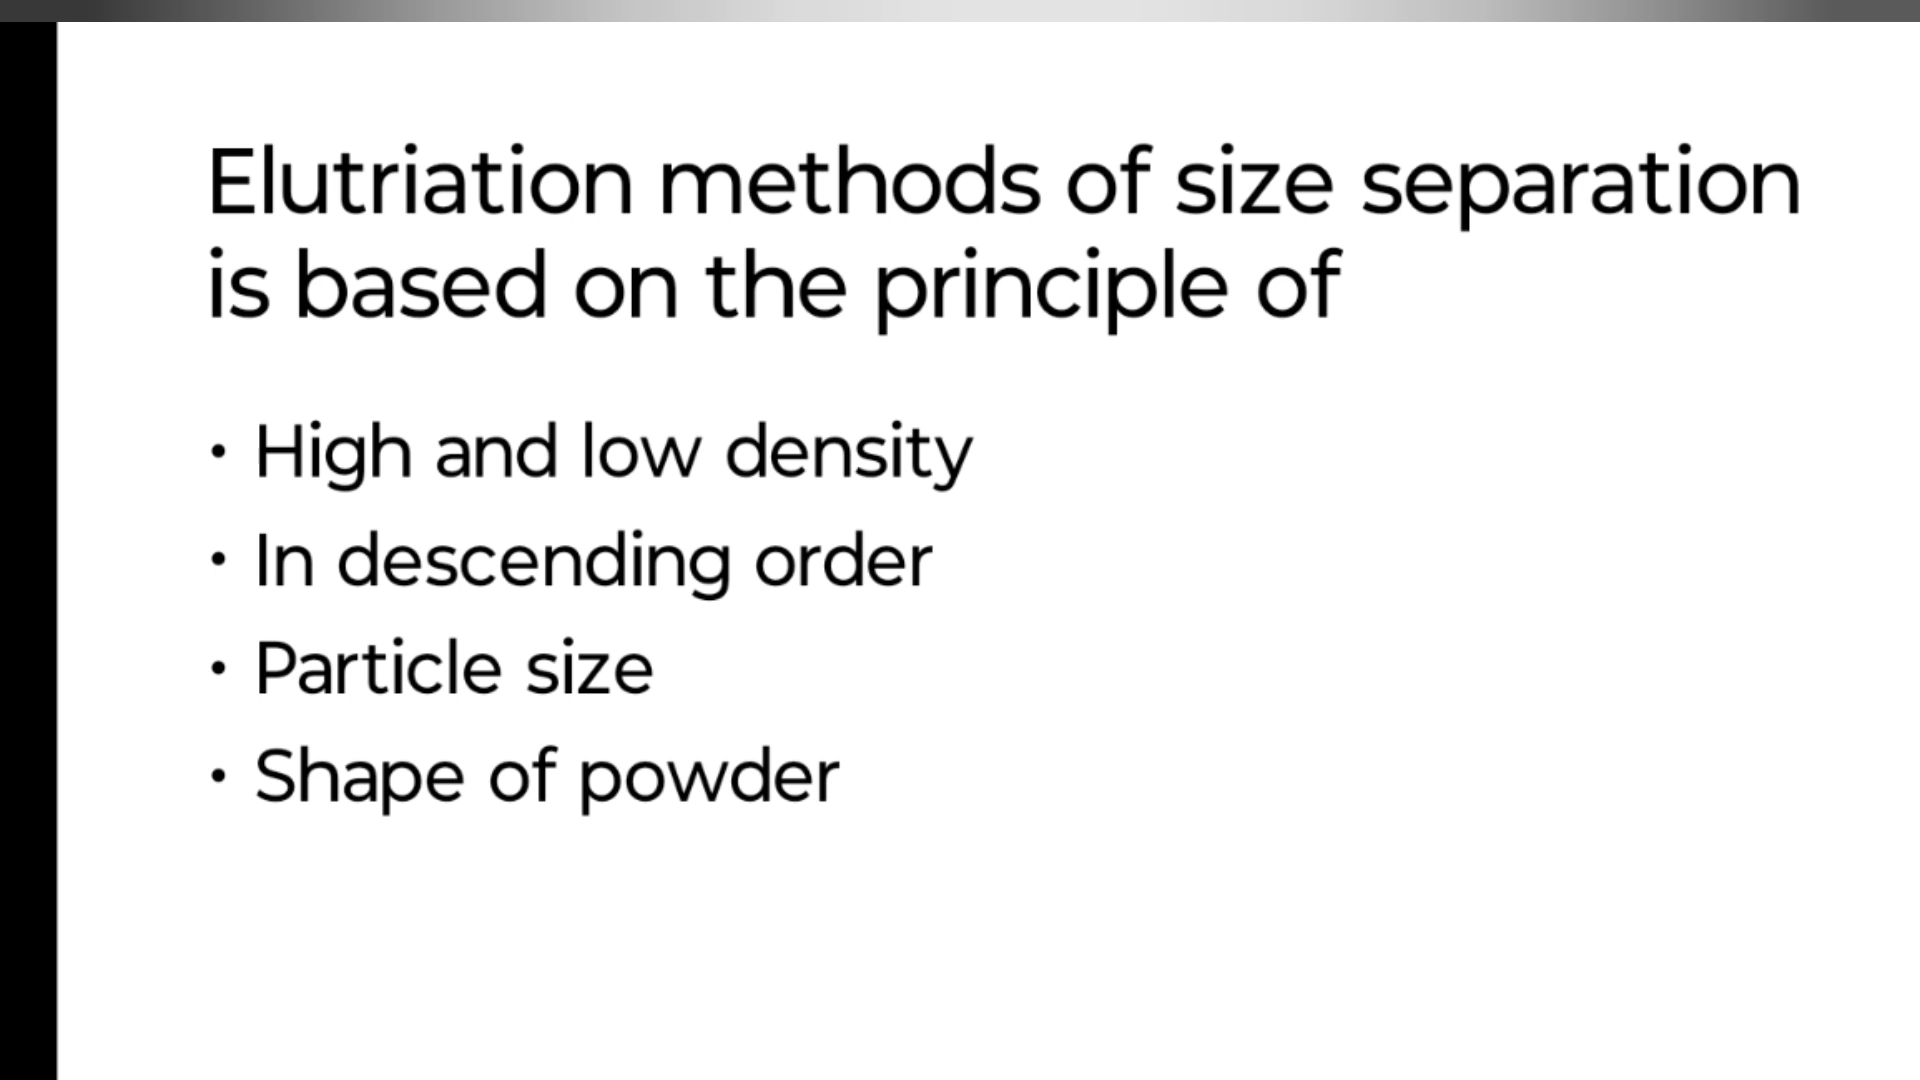 Elutriation methods of size separation
is based on the principle of
• High and low density
• In descending order
• Particle size
• Shape of powder